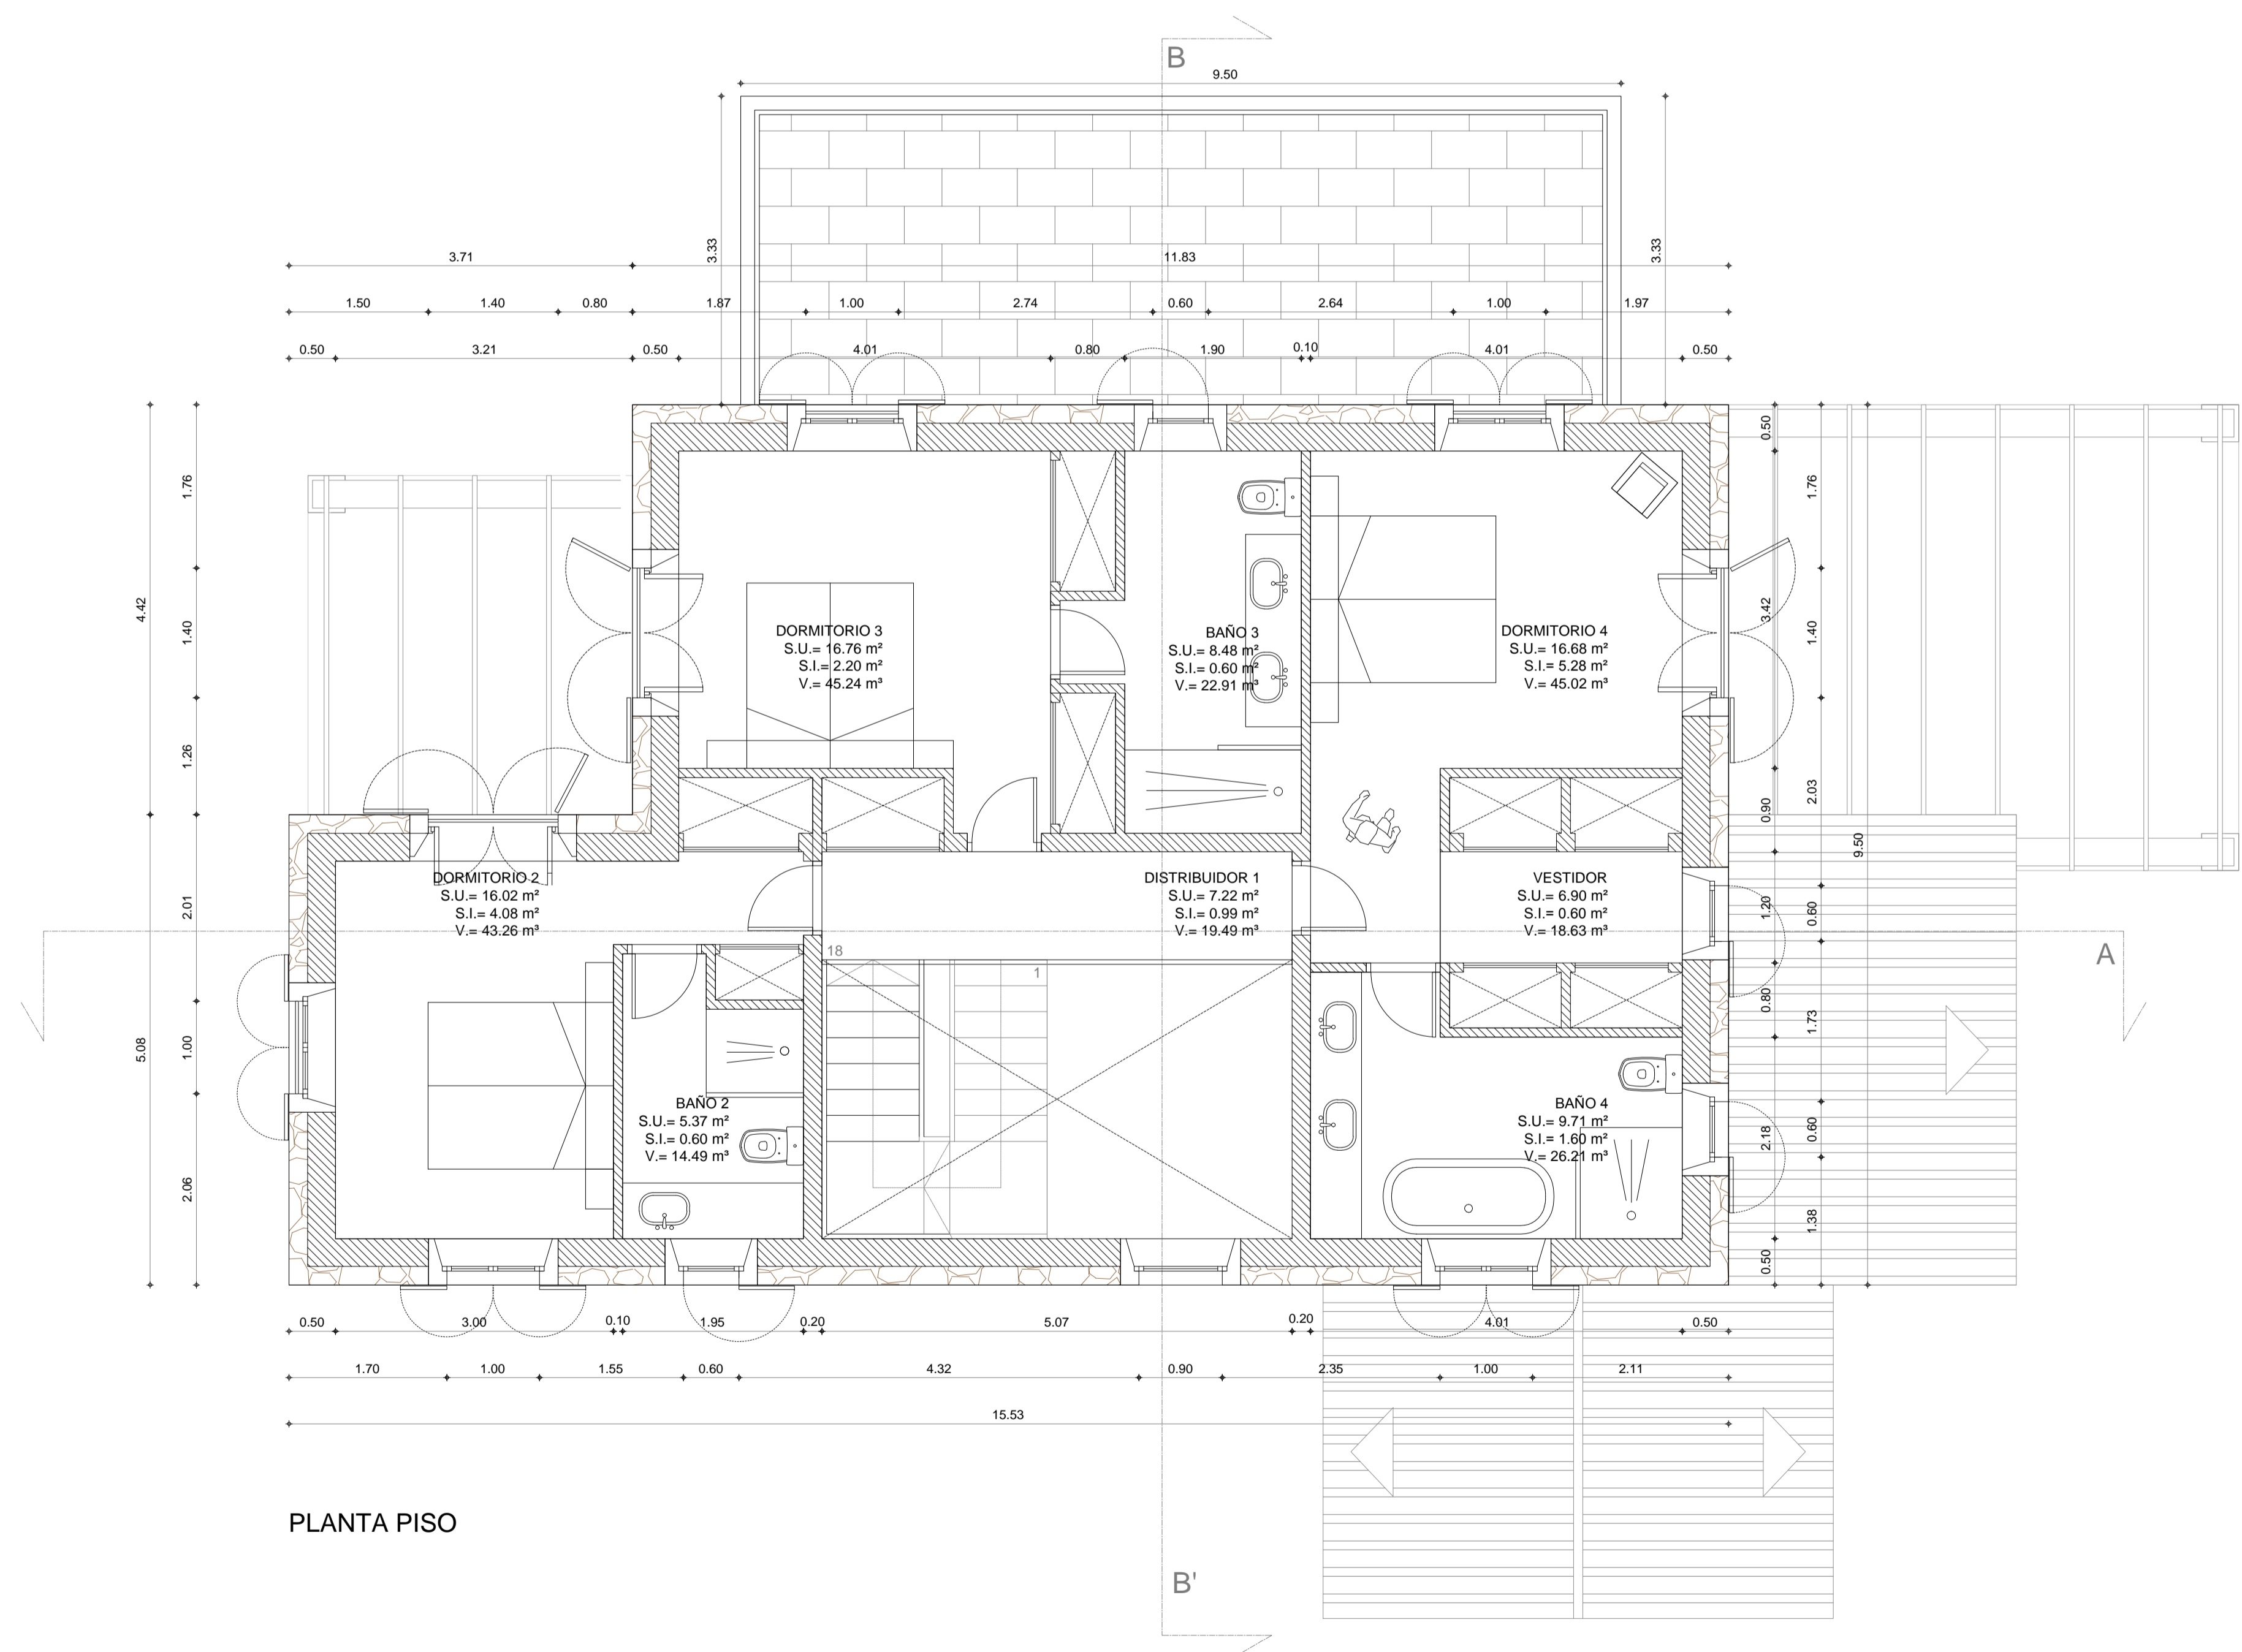 B
9.50
3.33
3.33
3.71
11.83
1.50
1.40
0.80
1.87
1.00
2.74
0.60
2.64
1.00
1.97
0.50
3.21
0.50
4.01
0.80
1.90
0.10
4.01
0.50
4.42
5.08
1.76
1.40
1.26
2.01
1.00
2.06
DORMITORIO 3
S.U.= 16.76 m²
S.I.= 2.20 m²
V.= 45.24 m³
BAÑO 3
S.U.= 8.48 m²
S.I.= 0.60 m²
V.= 22.91 m³
DORMITORIO 4
S.U.= 16.68 m²
S.I.= 5.28 m²
V.= 45.02 m³
DORMITORIO 2
S.U.= 16.02 m²
S.I.= 4.08 m²
V.= 43.26 m³
DISTRIBUIDOR 1
S.U.= 7.22 m²
S.I.= 0.99 m²
V.= 19.49 m³
VESTIDOR
S.U.= 6.90 m²
S.I.= 0.60 m²
V.= 18.63 m³
18
1
BAÑO 2
S.U.= 5.37 m²
S.I.= 0.60 m²
V.= 14.49 m³
BAÑO 4
S.U.= 9.71 m²
S.I.= 1.60 m²
V.= 26.21 m³
0.50
3.42
0.90
1.20
0.80
2.18
0.50
1.76
1.40
2.03
0.60
1.73
0.60
1.38
9.50
A
0.50
3.00
0.10
1.95
0.20
5.07
0.20
4.01
0.50
1.70
1.00
1.55
0.60
4.32
0.90
2.35
1.00
2.11
15.53
PLANTA PISO
B'